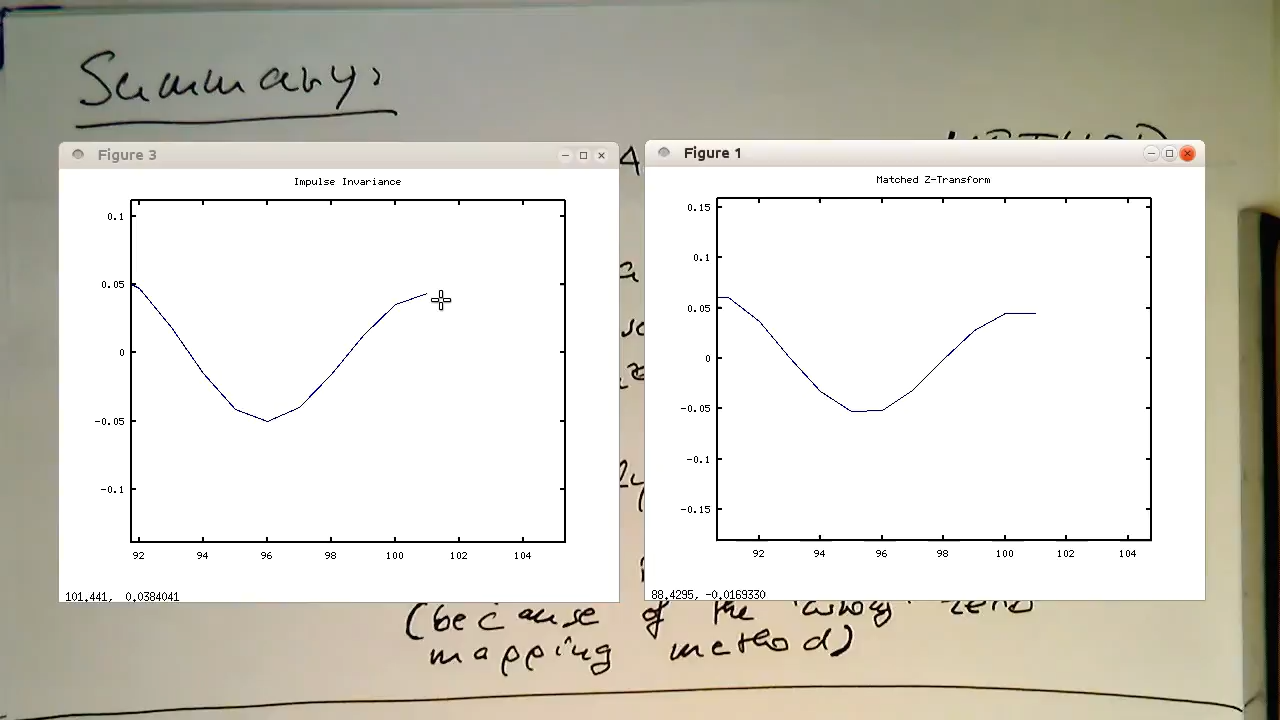 Summary:
METHOD
Figure 3
Figure 1
Impulse Invariance
Matched Z-Transform
0.1
0.05
0
-0.05
-0.1
92 94 96 98 100 102 104
101.441, 0.0384041
0.15
0.1
0.05
0
-0.05
-0.1
-0.15
92 94 96 98 100 102 104
88.4295, -0.0169330
(because of the "wrong" zero
mapping method)